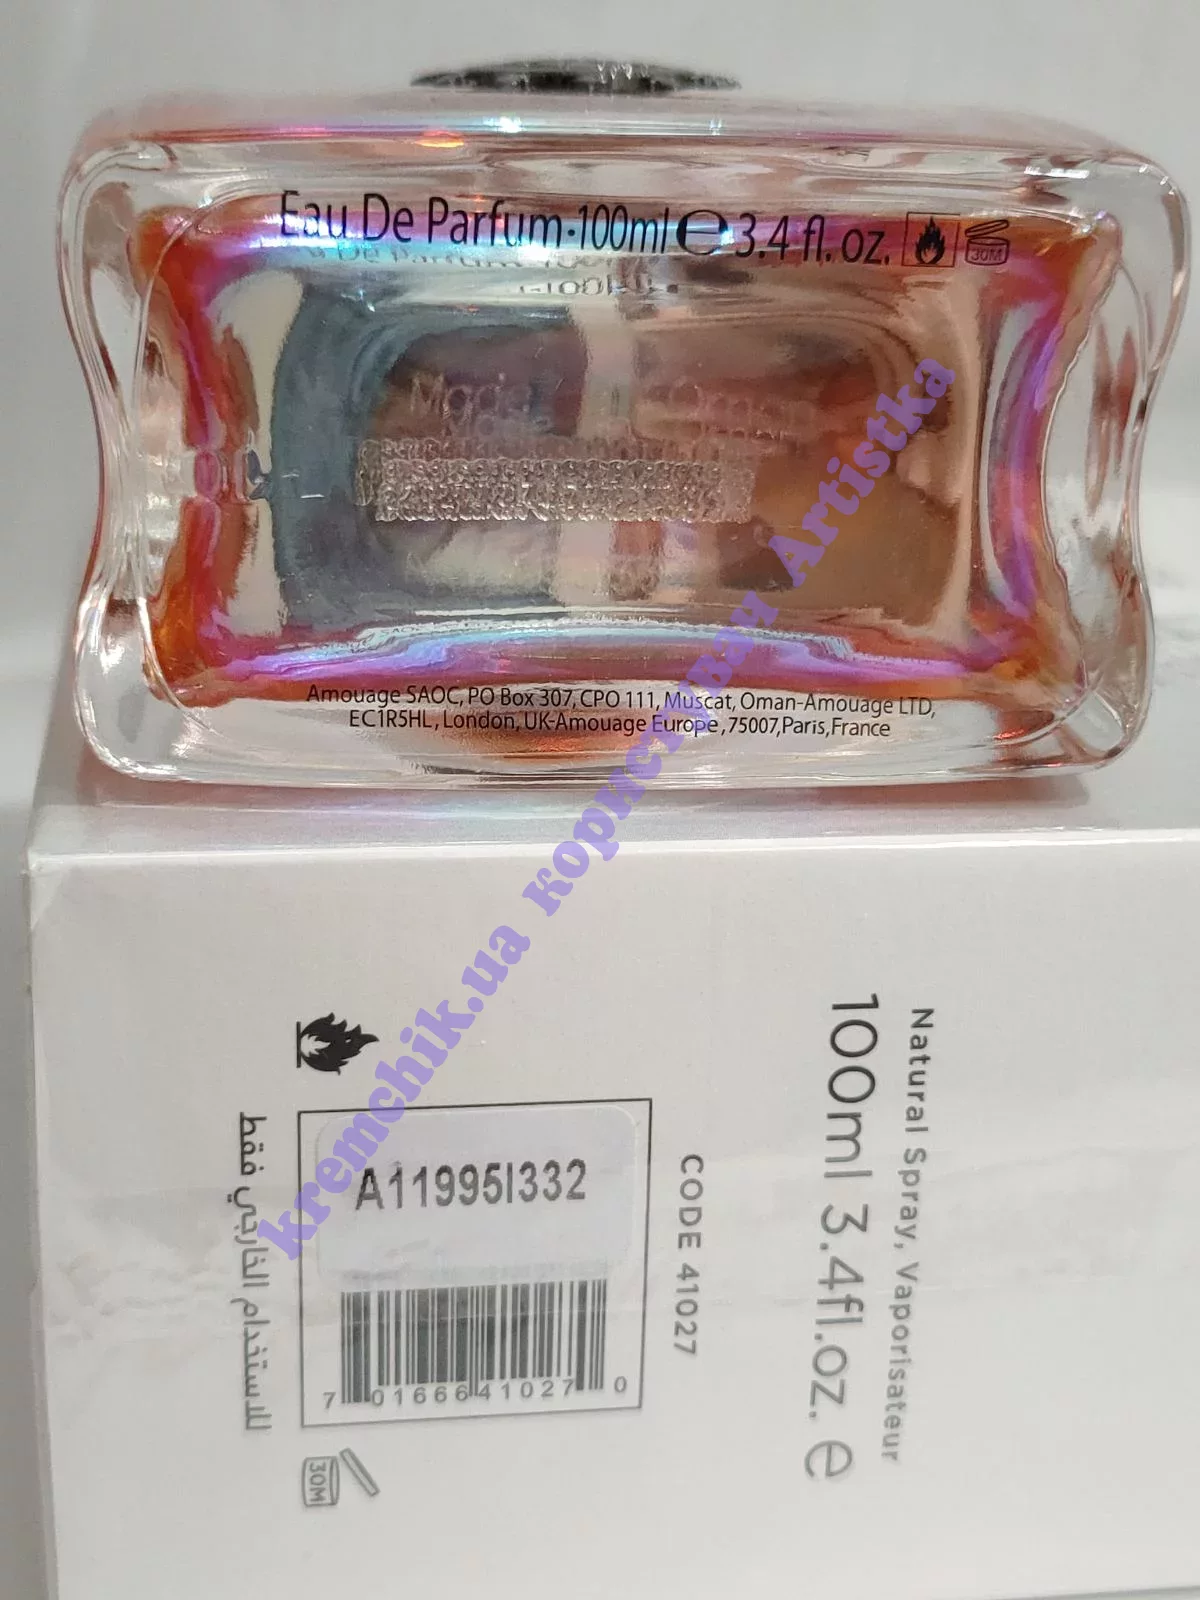 Eau De Parfum·100ml ℮ 3.4 fl. oz.
30M
Amouage SAOC, PO Box 307, CPO 111, Muscat, Oman-Amouage LTD,
EC1R5HL, London, UK-Amouage Europe, 75007, Paris, France
Natural Spray, Vaporisateur
100ml 3.4fl.oz. ℮
CODE 41027
A119951332
7 01666 41027 0
30M
للاستخدام الخارجي فقط
kremchik.ua користувач Artistka